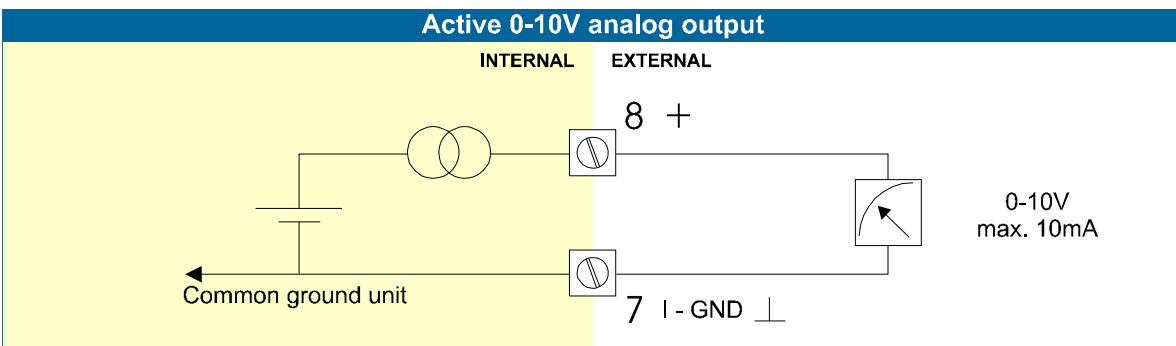 Active 0-10V analog output
INTERNAL EXTERNAL
8 +
0-10V
max. 10mA
Common ground unit
7 I - GND ⊥